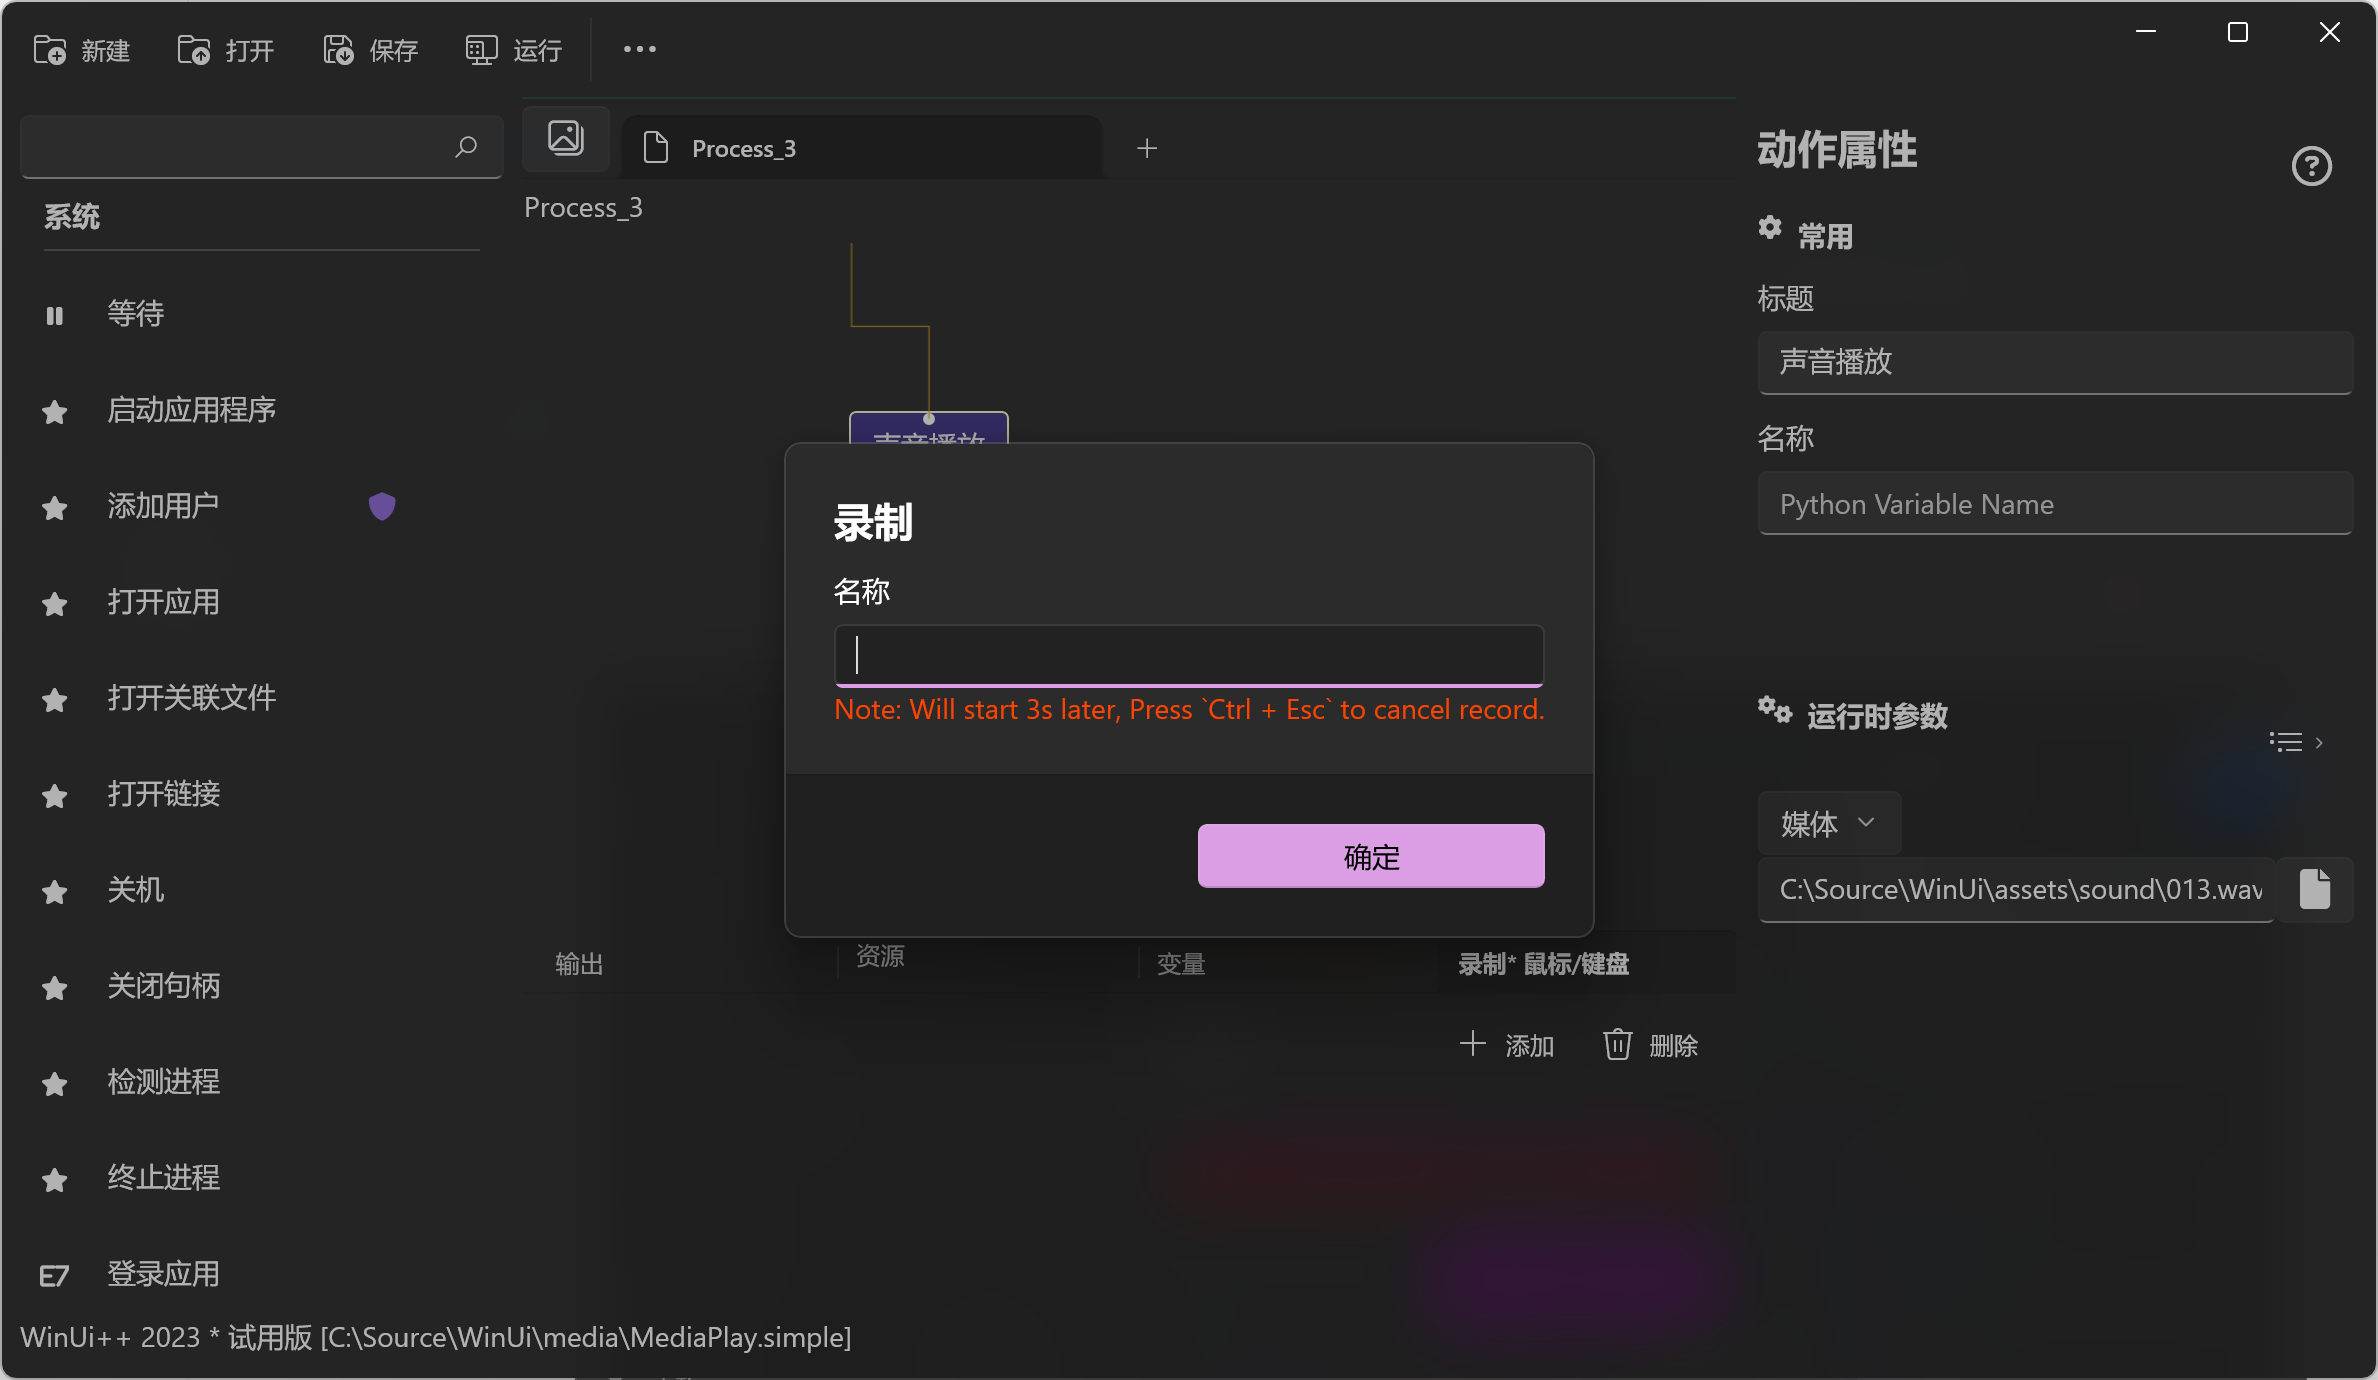 新建
打开
保存
运行
Process_3
Process_3
系统
等待
启动应用程序
添加用户
打开应用
打开关联文件
打开链接
关机
关闭句柄
检测进程
终止进程
登录应用
声音播放
录制
名称
Note: Will start 3s later, Press `Ctrl + Esc` to cancel record.
确定
输出
资源
变量
录制* 鼠标/键盘
添加
删除
动作属性
常用
标题
声音播放
名称
Python Variable Name
运行时参数
媒体
C:\Source\WinUi\assets\sound\013.wav
WinUi++ 2023 * 试用版 [C:\Source\WinUi\media\MediaPlay.simple]